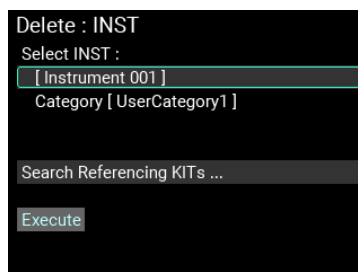 Delete : INST
Select INST :
[ Instrument 001 ]
Category [ UserCategory1 ]
Search Referencing KITs ...
Execute